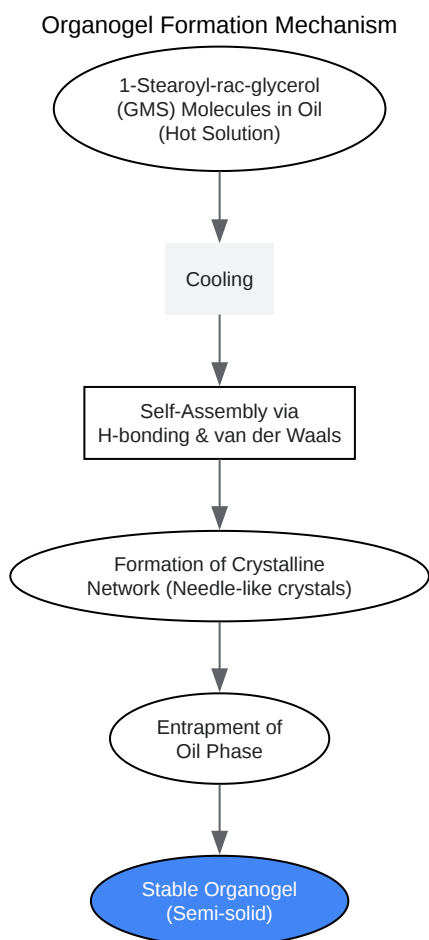 Organogel Formation Mechanism
1-Stearoyl-rac-glycerol
(GMS) Molecules in Oil
(Hot Solution)
Cooling
Self-Assembly via
H-bonding & van der Waals
Formation of Crystalline
Network (Needle-like crystals)
Entrapment of
Oil Phase
Stable Organogel
(Semi-solid)